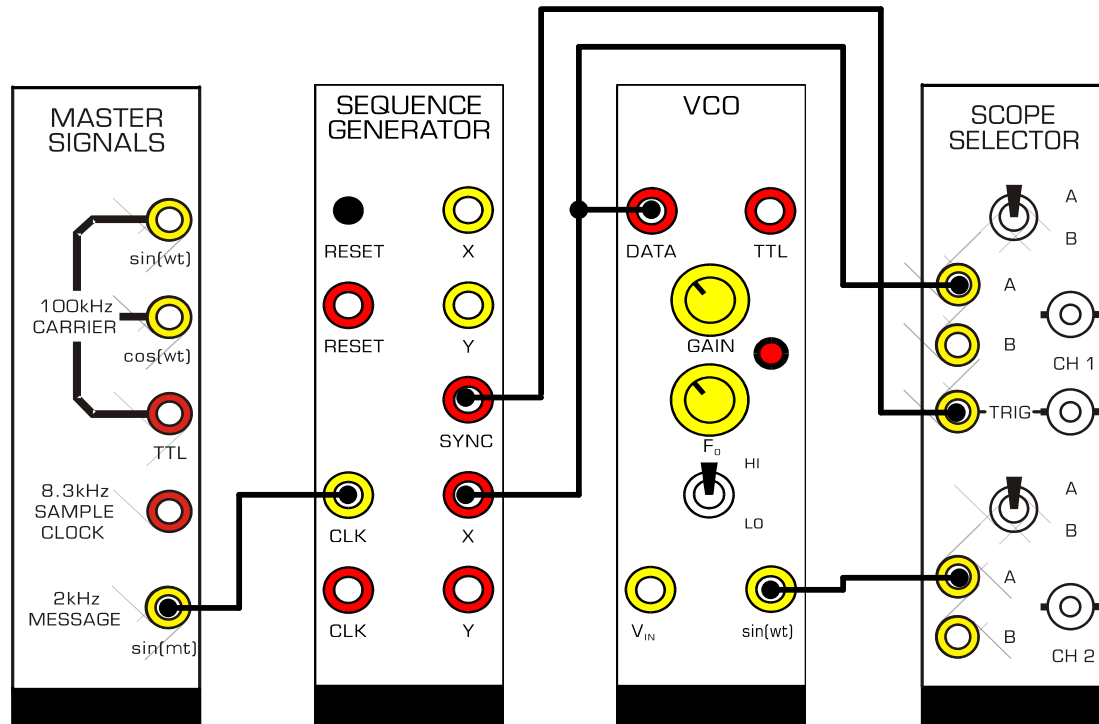 MASTER
SIGNALS
sin(wt)
100kHz
CARRIER
cos(wt)
TTL
8.3kHz
SAMPLE
CLOCK
2kHz
MESSAGE
sin(mt)
SEQUENCE
GENERATOR
RESET
X
RESET
Y
SYNC
CLK
X
CLK
Y
VCO
DATA
TTL
GAIN
F₀
HI
LO
V_IN
sin(wt)
SCOPE
SELECTOR
A
B
A
B
CH 1
TRIG
A
B
A
B
CH 2